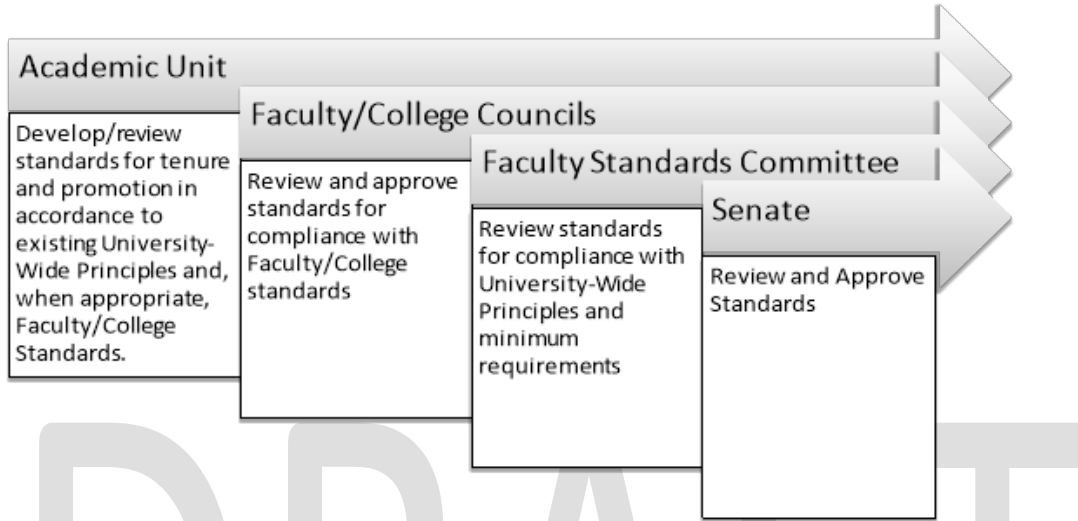 Academic Unit
Develop/review
standards for tenure
and promotion in
accordance to
existing University-
Wide Principles and,
when appropriate,
Faculty/College
Standards.
Faculty/College Councils
Review and approve
standards for
compliance with
Faculty/College
standards
Faculty Standards Committee
Review standards
for compliance with
University-Wide
Principles and
minimum
requirements
Senate
Review and Approve
Standards
DRAFT